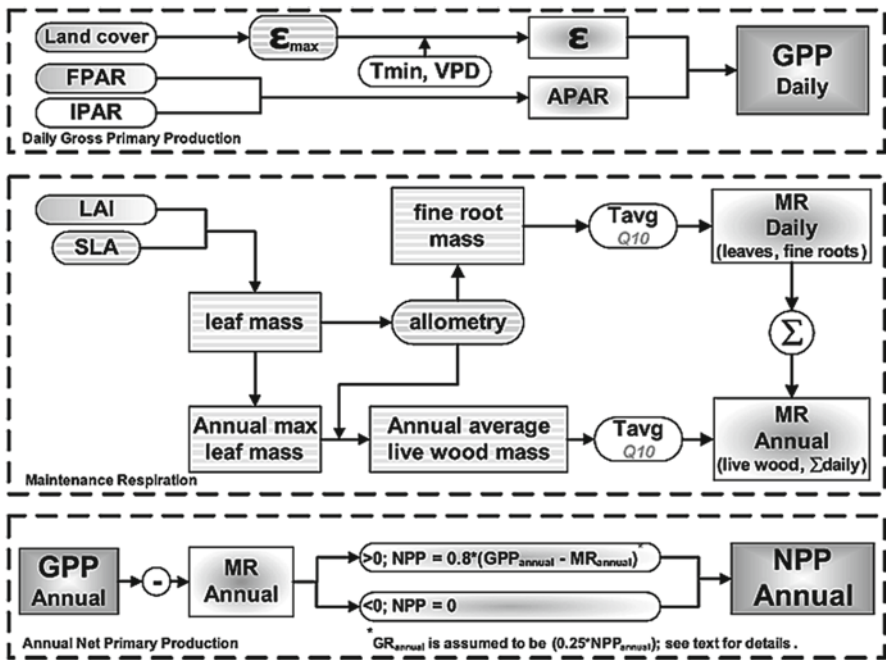 Land cover
εmax
ε
Tmin, VPD
FPAR
IPAR
APAR
GPP
Daily
Daily Gross Primary Production
LAI
SLA
fine root
mass
Tavg
Q10
MR
Daily
(leaves, fine roots)
leaf mass
allometry
Σ
Annual max
leaf mass
Annual average
live wood mass
Tavg
Q10
MR
Annual
(live wood, Σdaily)
Maintenance Respiration
GPP
Annual
-
MR
Annual
>0; NPP = 0.8*(GPPannual - MRannual)*
<0; NPP = 0
NPP
Annual
Annual Net Primary Production
*GRannual is assumed to be (0.25*NPPannual); see text for details .